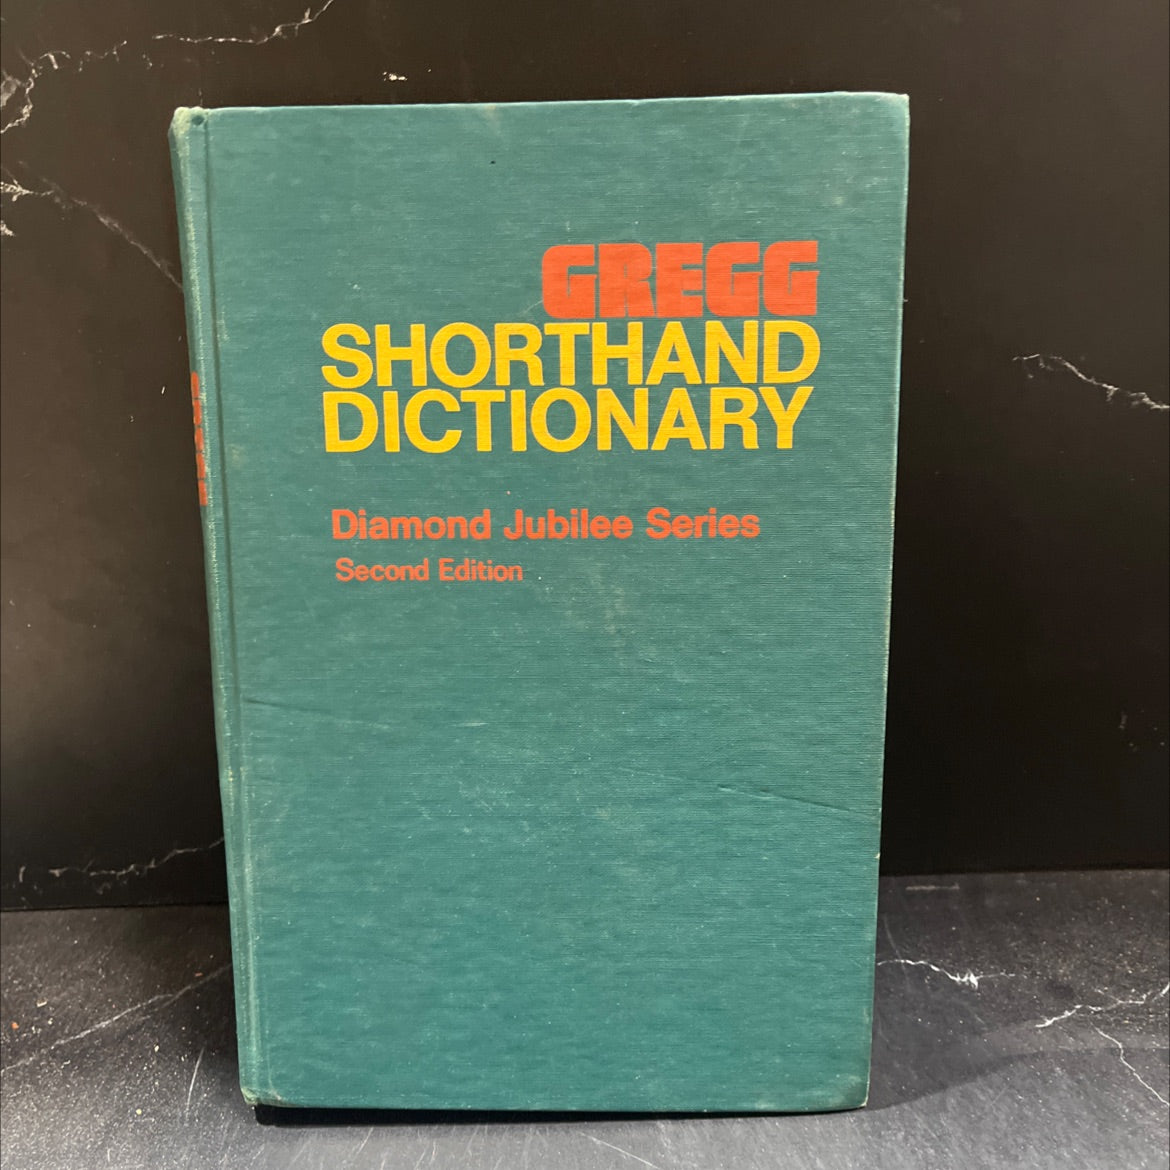 GREGG
SHORTHAND
DICTIONARY
Diamond Jubilee Series
Second Edition